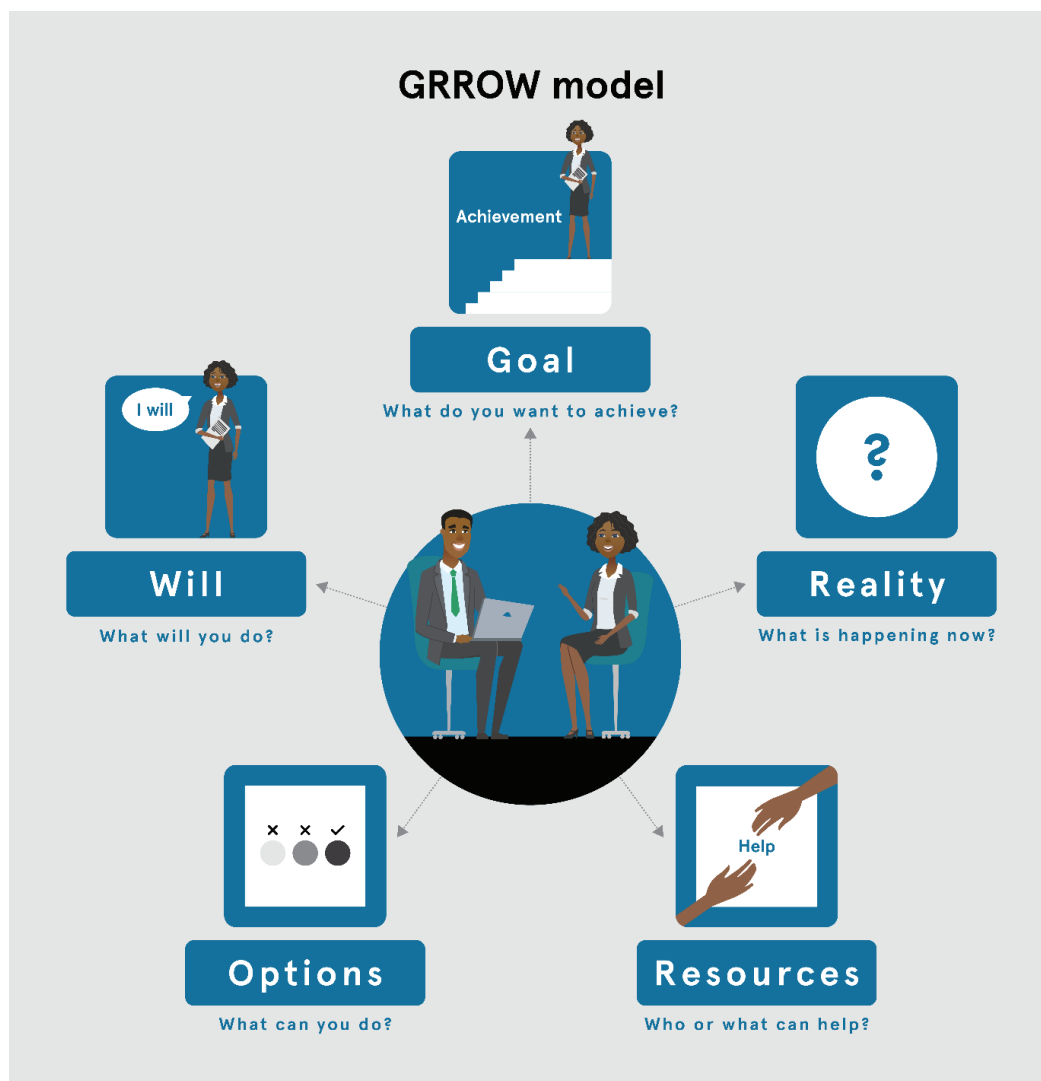 GRROW model
Achievement
Goal
What do you want to achieve?
?
Reality
What is happening now?
Help
Resources
Who or what can help?
Options
What can you do?
I will
Will
What will you do?